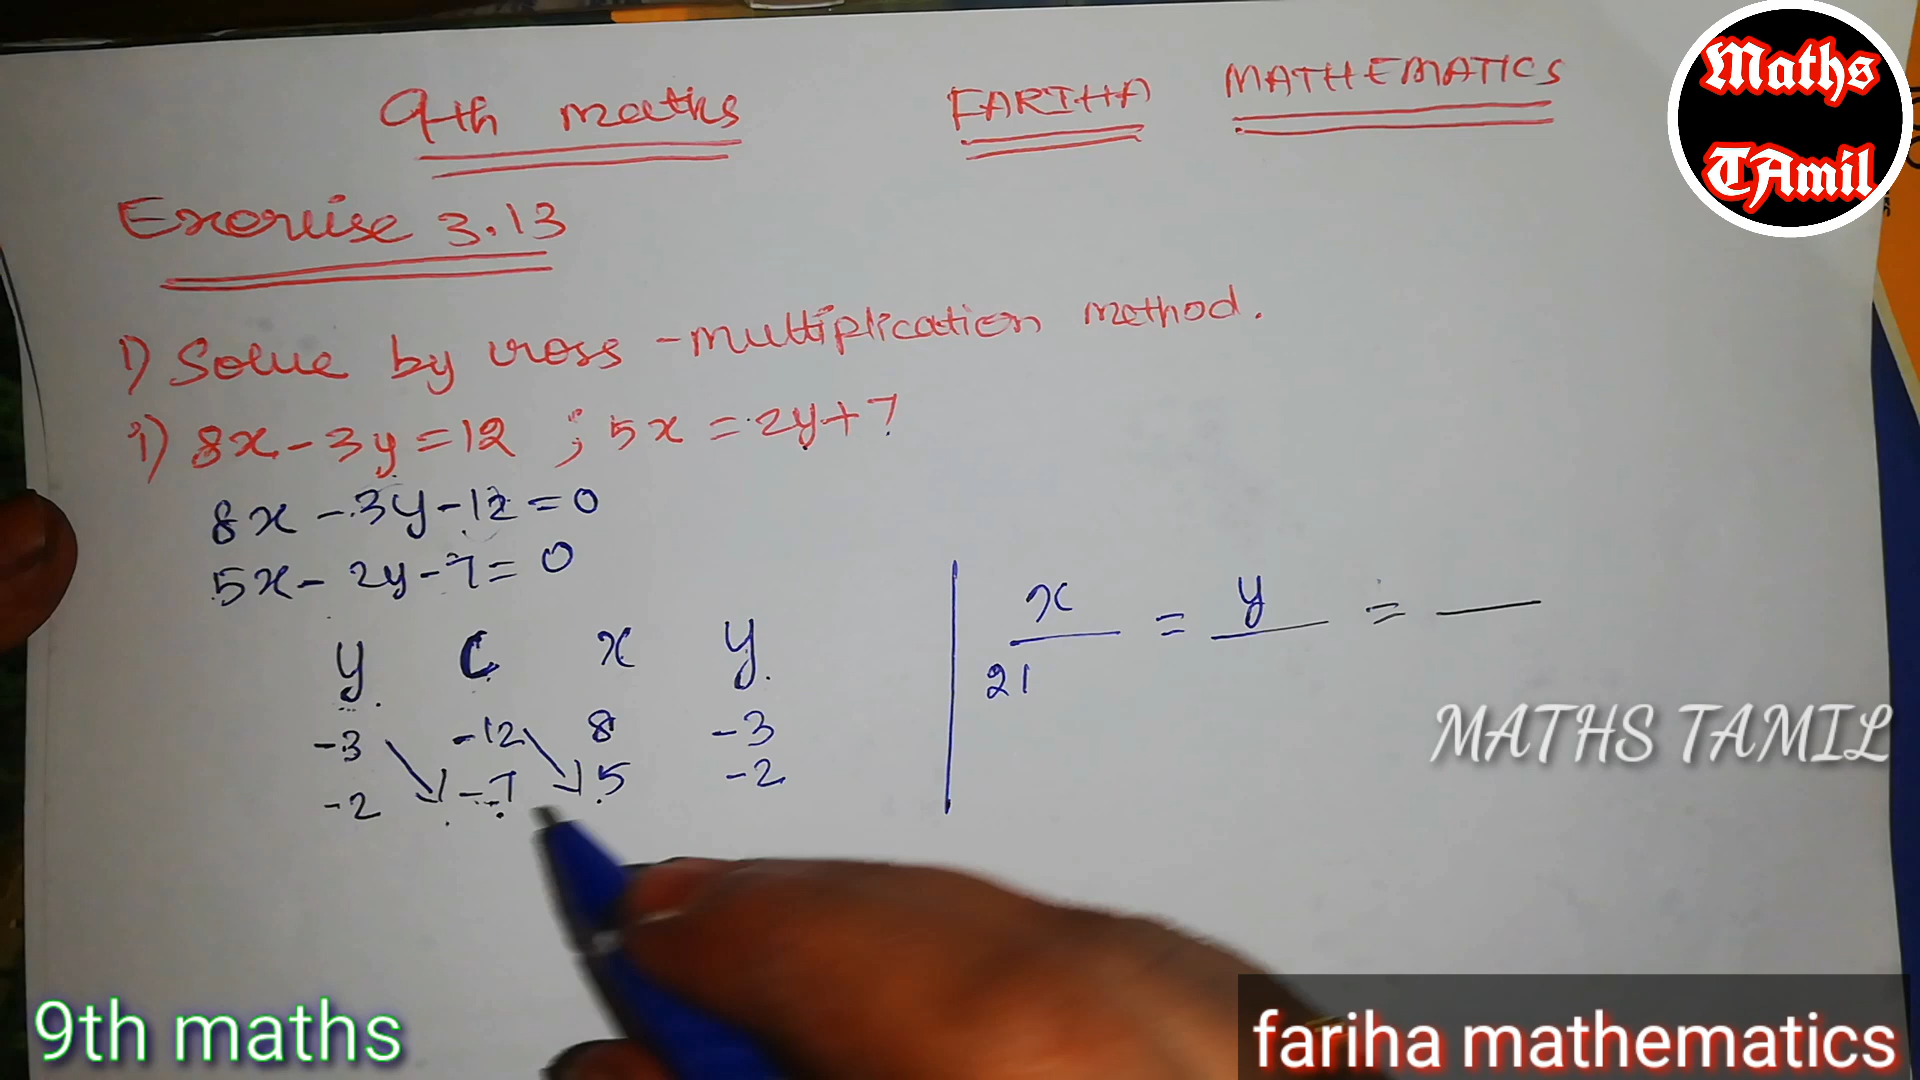 Maths
TAmil
9th maths
FARIHA MATHEMATICS
Exercise 3.13
1) Solve by cross-multiplication method.
i) 8x - 3y = 12 ; 5x = 2y + 7
8x - 3y - 12 = 0
5x - 2y - 7 = 0
y c x y
-3 -12 8 -3
-2 -7 5 -2
x = y =
21
MATHS TAMIL
9th maths
fariha mathematics